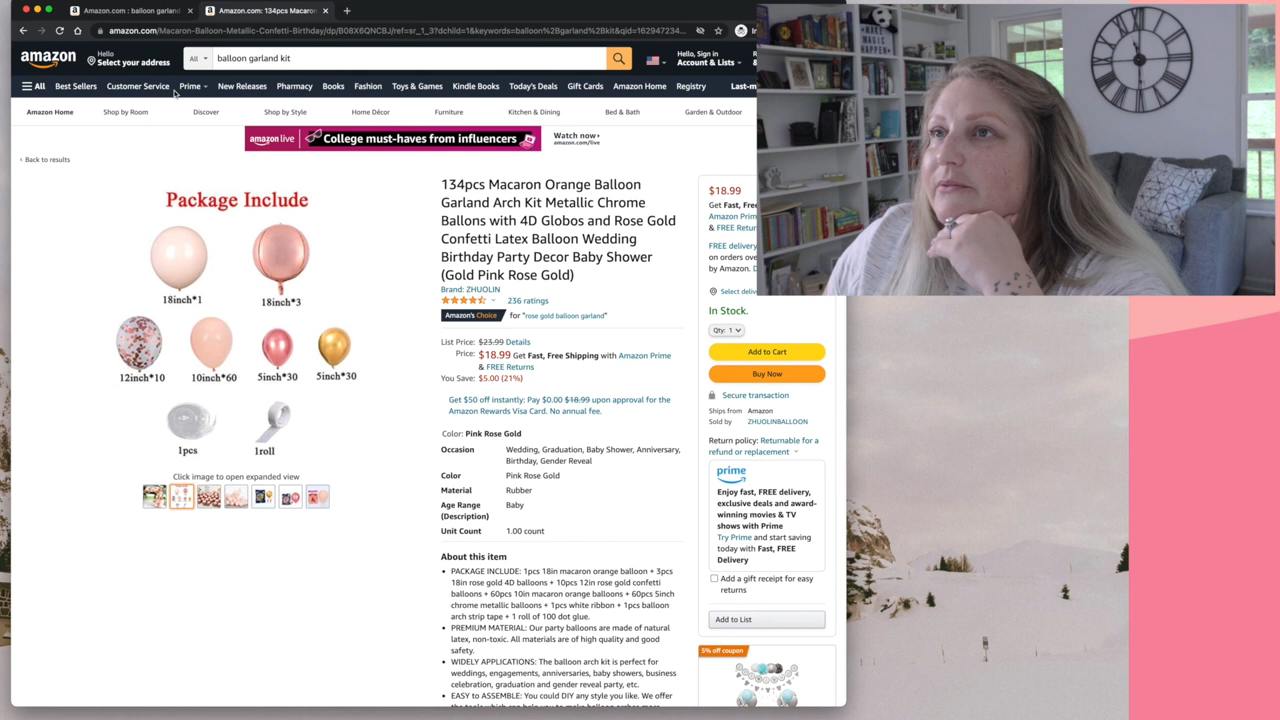 Amazon.com : balloon garland
Amazon.com: 134pcs Macaron
amazon.com/Macaron-Balloon-Metallic-Confetti-Birthday/dp/B08X6QNCBJ/ref=sr_1_3?dchild=1&keywords=balloon%2Bgarland%2Bkit&qid=162947230...
amazon
Hello
Select your address
All
balloon garland kit
Hello, Sign in
Account & Lists
All
Best Sellers
Customer Service
Prime
New Releases
Pharmacy
Books
Fashion
Toys & Games
Kindle Books
Today's Deals
Gift Cards
Amazon Home
Registry
Last-m
Amazon Home
Shop by Room
Discover
Shop by Style
Home Décor
Furniture
Kitchen & Dining
Bed & Bath
Garden & Outdoor
amazon live
College must-haves from influencers
Watch now›
amazon.com/live
‹ Back to results
Package Include
18inch*1
18inch*3
12inch*10
10inch*60
5inch*30
5inch*30
1pcs
1roll
Click image to open expanded view
134pcs Macaron Orange Balloon
Garland Arch Kit Metallic Chrome
Ballons with 4D Globos and Rose Gold
Confetti Latex Balloon Wedding
Birthday Party Decor Baby Shower
(Gold Pink Rose Gold)
Brand: ZHUOLIN
236 ratings
Amazon's Choice
for "rose gold balloon garland"
List Price: $23.99 Details
Price: $18.99 Get Fast, Free Shipping with Amazon Prime
& FREE Returns
You Save: $5.00 (21%)
Get $50 off instantly: Pay $0.00 $18.99 upon approval for the
Amazon Rewards Visa Card. No annual fee.
Color: Pink Rose Gold
Occasion
Wedding, Graduation, Baby Shower, Anniversary,
Birthday, Gender Reveal
Color
Pink Rose Gold
Material
Rubber
Age Range
(Description)
Baby
Unit Count
1.00 count
About this item
• PACKAGE INCLUDE: 1pcs 18in macaron orange balloon + 3pcs
18in rose gold 4D balloons + 10pcs 12in rose gold confetti
balloons + 60pcs 10in macaron orange balloons + 60pcs 5inch
chrome metallic balloons + 1pcs white ribbon + 1pcs balloon
arch strip tape + 1 roll of 100 dot glue.
• PREMIUM MATERIAL: Our party balloons are made of natural
latex, non-toxic. All materials are of high quality and good
safety.
• WIDELY APPLICATIONS: The balloon arch kit is perfect for
weddings, engagements, anniversaries, baby showers, business
celebration, graduation and gender reveal party, etc.
• EASY to ASSEMBLE: You could DIY any style you like. We offer
$18.99
Get Fast, Free
Amazon Prime
& FREE Return
FREE delivery
on orders ove
by Amazon. D
Select deliv
In Stock.
Qty: 1
Add to Cart
Buy Now
Secure transaction
Ships from Amazon
Sold by ZHUOLINBALLOON
Return policy: Returnable for a
refund or replacement
prime
Enjoy fast, FREE delivery,
exclusive deals and award-
winning movies & TV
shows with Prime
Try Prime and start saving
today with Fast, FREE
Delivery
Add a gift receipt for easy
returns
Add to List
5% off coupon